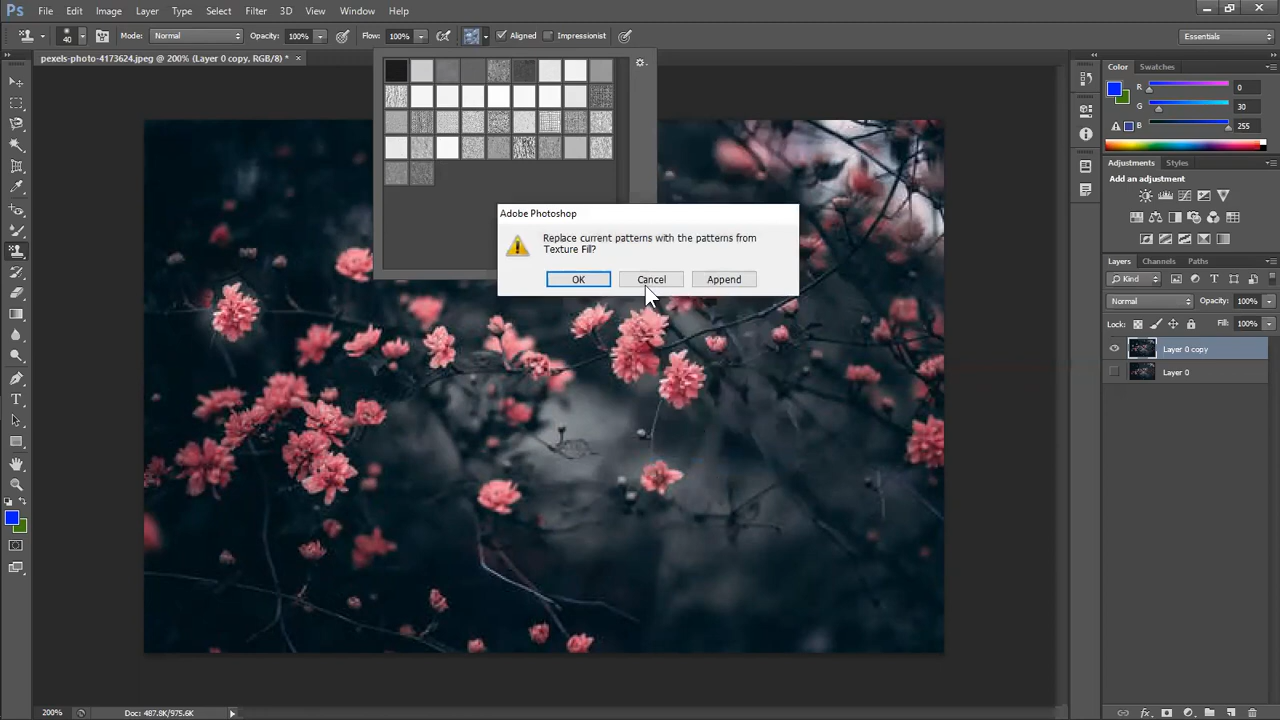 Ps File Edit Image Layer Type Select Filter 3D View Window Help
40 Mode: Normal Opacity: 100% Flow: 100% Aligned Impressionist Essentials
pexels-photo-4173624.jpeg @ 200% (Layer 0 copy, RGB/8) * ×
Color Swatches
R 0
G 30
B 255
Adjustments Styles
Add an adjustment
Adobe Photoshop
Replace current patterns with the patterns from
Texture Fil?
OK Cancel Append
Layers Channels Paths
Kind
Normal Opacity: 100%
Lock: Fill: 100%
Layer 0 copy
Layer 0
200% Doc: 487.8K/975.6K